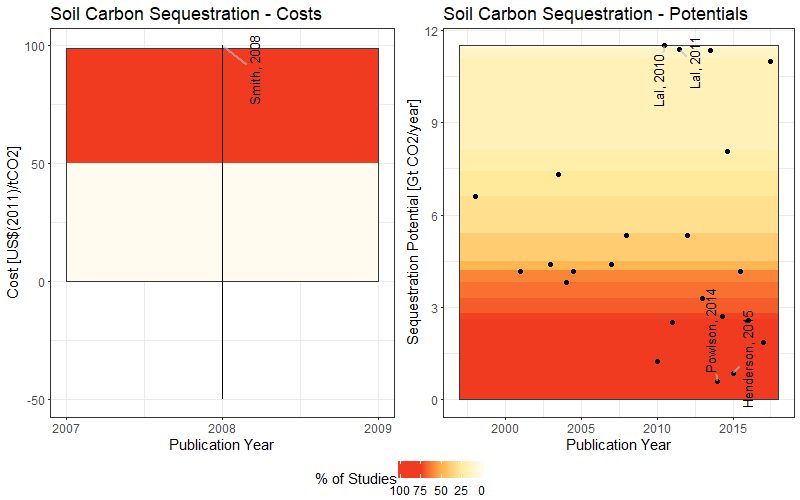 Soil Carbon Sequestration - Costs
Cost [US$(2011)/tCO2]
100
50
0
-50
Smith, 2008
2007
2008
2009
Publication Year
Soil Carbon Sequestration - Potentials
Sequestration Potential [Gt CO2/year]
12
9
6
3
0
Lal, 2010
Lal, 2011
Powlson, 2014
Henderson, 2015
2000
2005
2010
2015
Publication Year
% of Studies
100 75 50 25 0